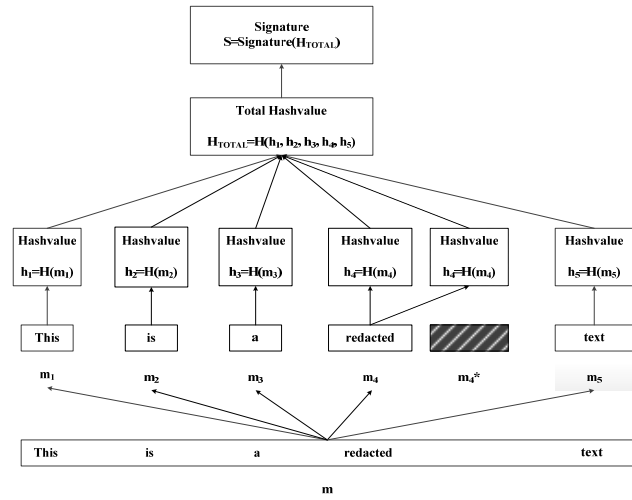 Signature
S=Signature(H_TOTAL)
Total Hashvalue
H_TOTAL=H(h₁, h₂, h₃, h₄, h₅)
Hashvalue Hashvalue Hashvalue Hashvalue Hashvalue Hashvalue
h₁=H(m₁) h₂=H(m₂) h₃=H(m₃) h₄=H(m₄) h₄=H(m₄) h₅=H(m₅)
This is a redacted text
m₁ m₂ m₃ m₄ m₄* m₅
This is a redacted text
m